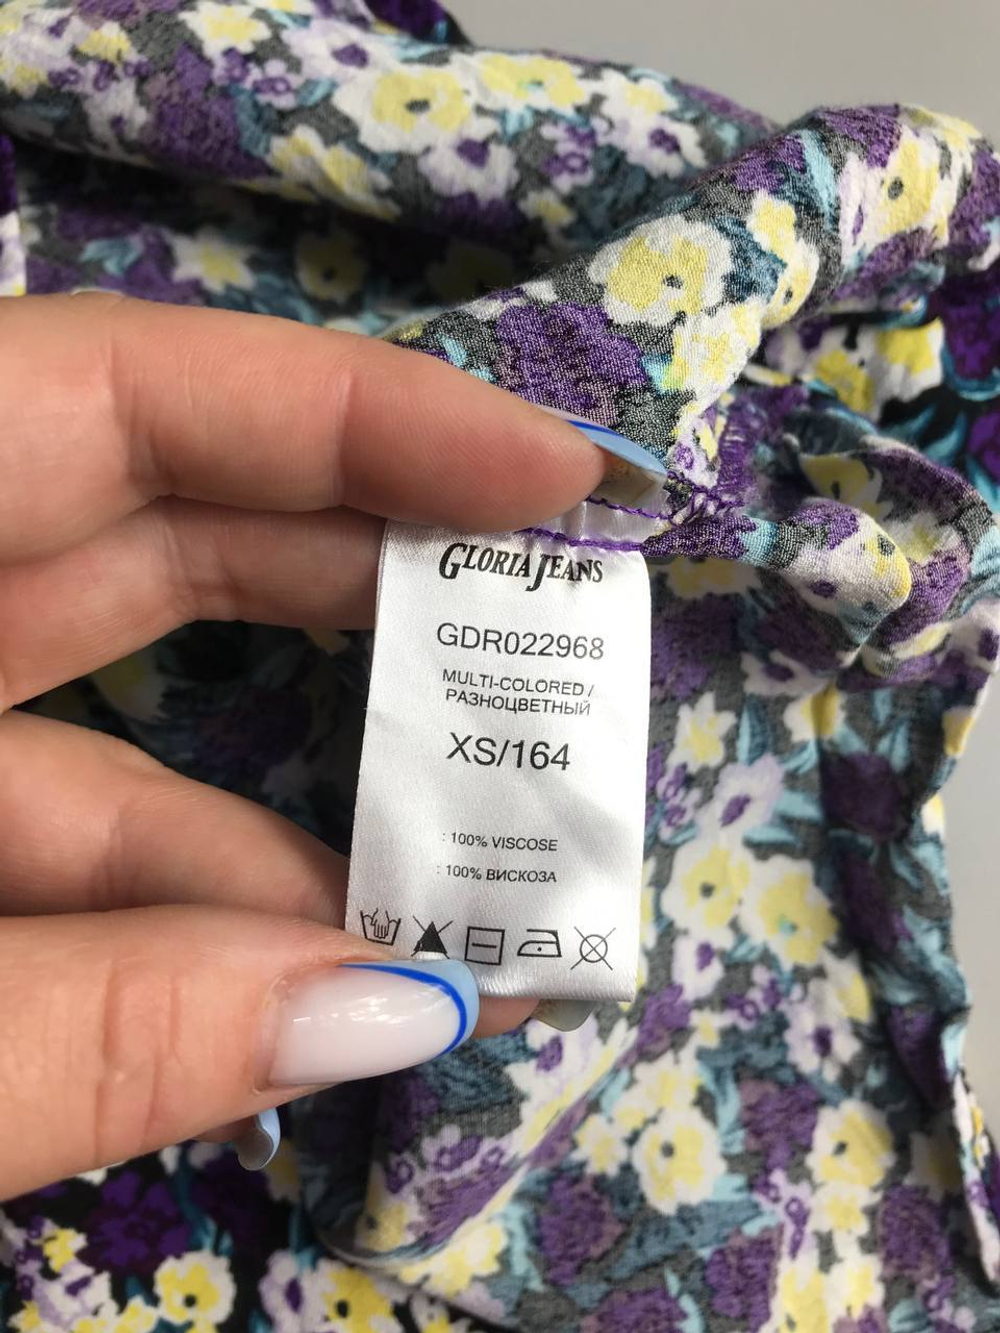 GLORIA JEANS
GDR022968
MULTI-COLORED /
РАЗНОЦВЕТНЫЙ
XS/164
: 100% VISCOSE
: 100% ВИСКОЗА